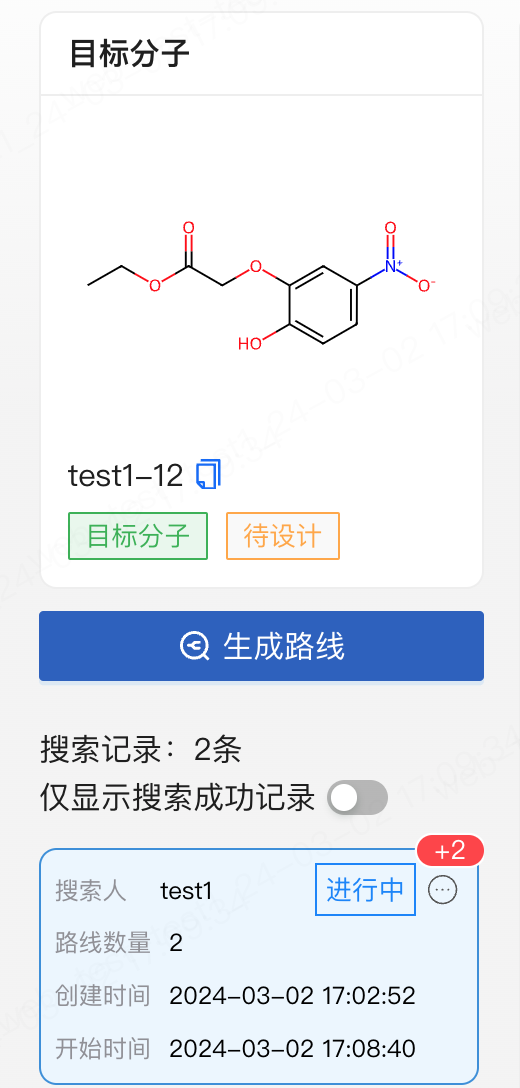 目标分子
O
O
O
O
N+
O-
HO
test1-12
目标分子
待设计
生成路线
搜索记录：2条
仅显示搜索成功记录
+2
搜索人 test1 进行中
路线数量 2
创建时间 2024-03-02 17:02:52
开始时间 2024-03-02 17:08:40